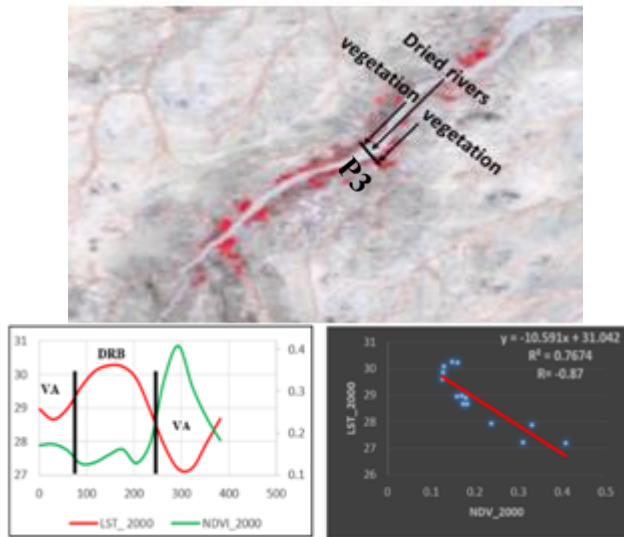 vegetation
Dried rivers
vegetation
P3
31
30
29
28
27
0.4
0.3
0.2
0.1
VA
DRB
VA
0 100 200 300 400 500
LST_ 2000
NDVI_2000
y = -10.591x + 31.042
R² = 0.7674
R= -0.87
31
30
29
28
27
26
LST_2000
0 0.1 0.2 0.3 0.4 0.5
NDV_2000